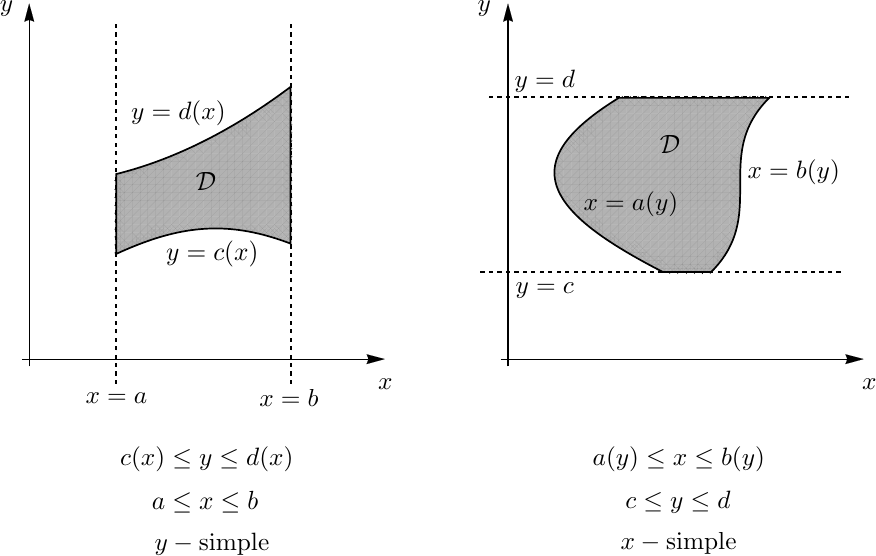 y
y = d(x)
𝒟
y = c(x)
x
x = a
x = b
c(x) ≤ y ≤ d(x)
a ≤ x ≤ b
y − simple
y
y = d
𝒟
x = b(y)
x = a(y)
y = c
x
a(y) ≤ x ≤ b(y)
c ≤ y ≤ d
x − simple